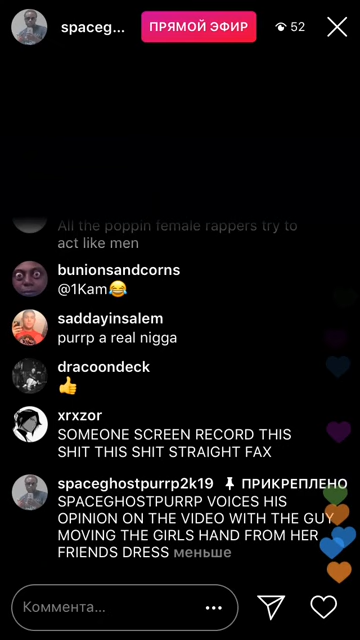 spaceg...
ПРЯМОЙ ЭФИР
52
All the poppin female rappers try to
act like men
bunionsandcorns
@1Kam😂
saddayinsalem
purrp a real nigga
dracoondeck
👍
xrxzor
SOMEONE SCREEN RECORD THIS
SHIT THIS SHIT STRAIGHT FAX
spaceghostpurrp2k19 ПРИКРЕПЛЕНО
SPACEGHOSTPURRP VOICES HIS
OPINION ON THE VIDEO WITH THE GUY
MOVING THE GIRLS HAND FROM HER
FRIENDS DRESS меньше
Коммента...